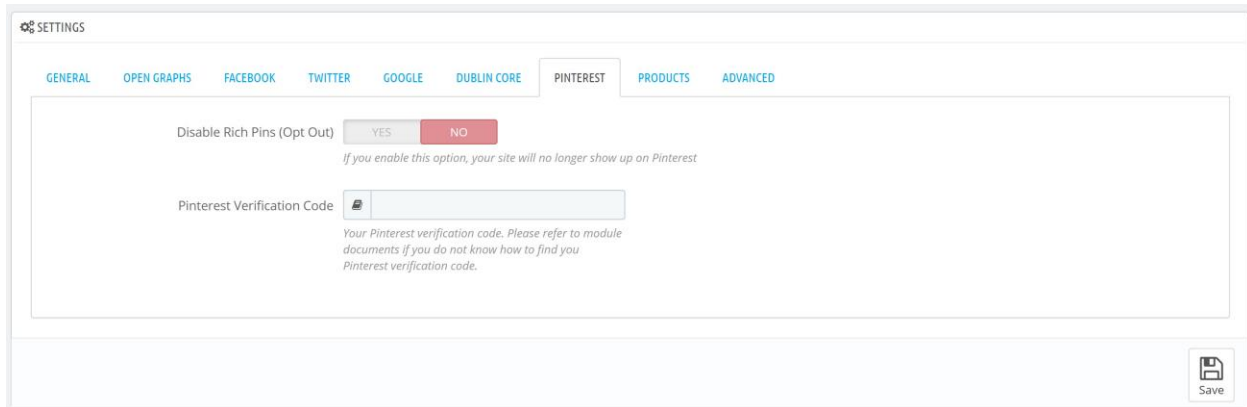 SETTINGS
GENERAL OPEN GRAPHS FACEBOOK TWITTER GOOGLE DUBLIN CORE PINTEREST PRODUCTS ADVANCED
Disable Rich Pins (Opt Out) YES NO
If you enable this option, your site will no longer show up on Pinterest
Pinterest Verification Code
Your Pinterest verification code. Please refer to module
documents if you do not know how to find you
Pinterest verification code.
Save